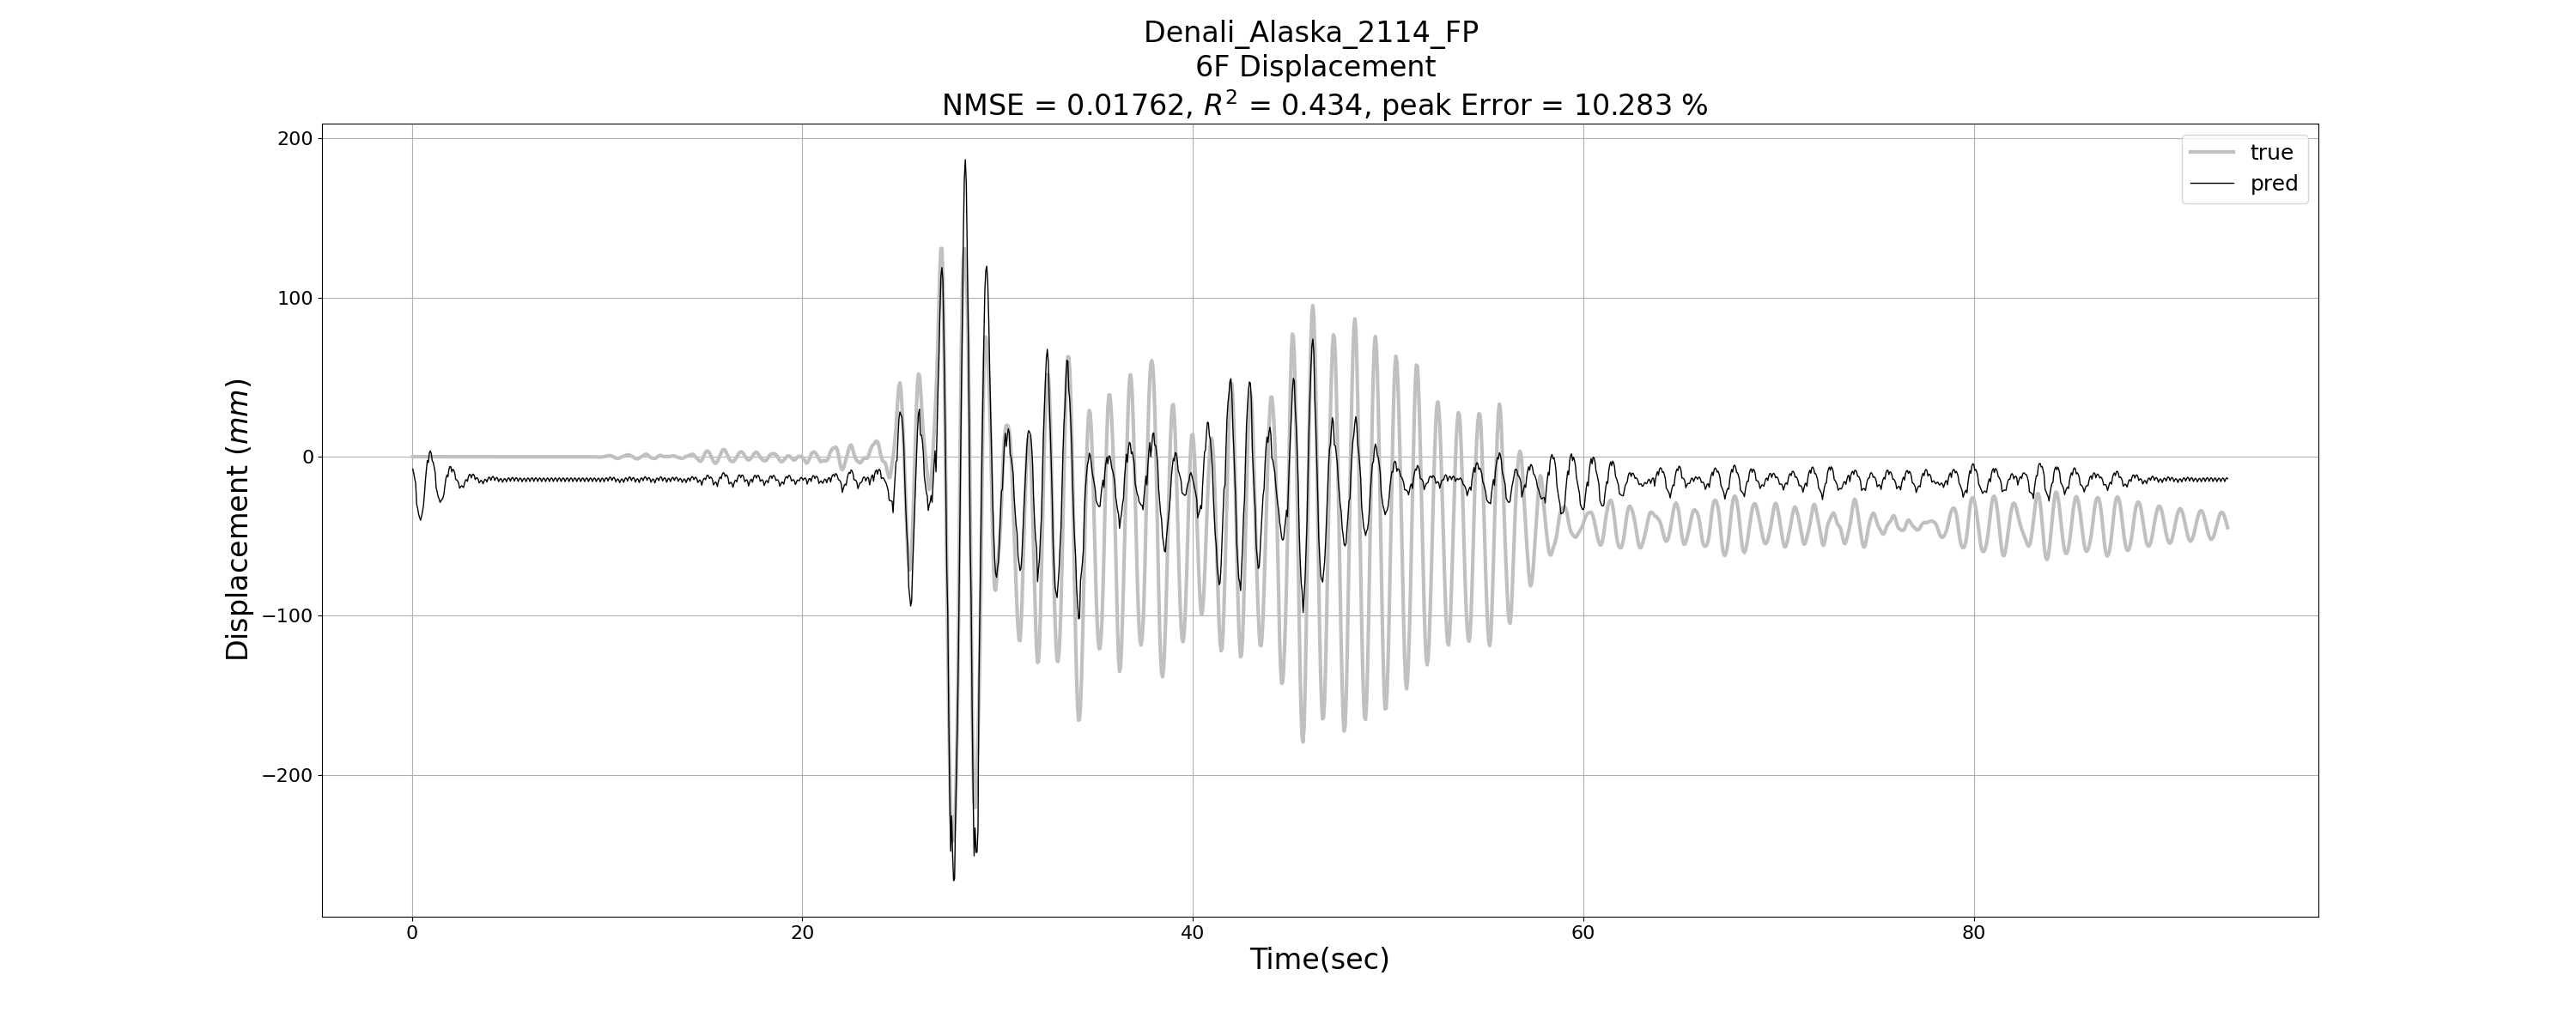 Denali_Alaska_2114_FP
6F Displacement
NMSE = 0.01762, R² = 0.434, peak Error = 10.283 %
200
100
0
−100
−200
Displacement (mm)
true
pred
0
20
40
60
80
Time(sec)